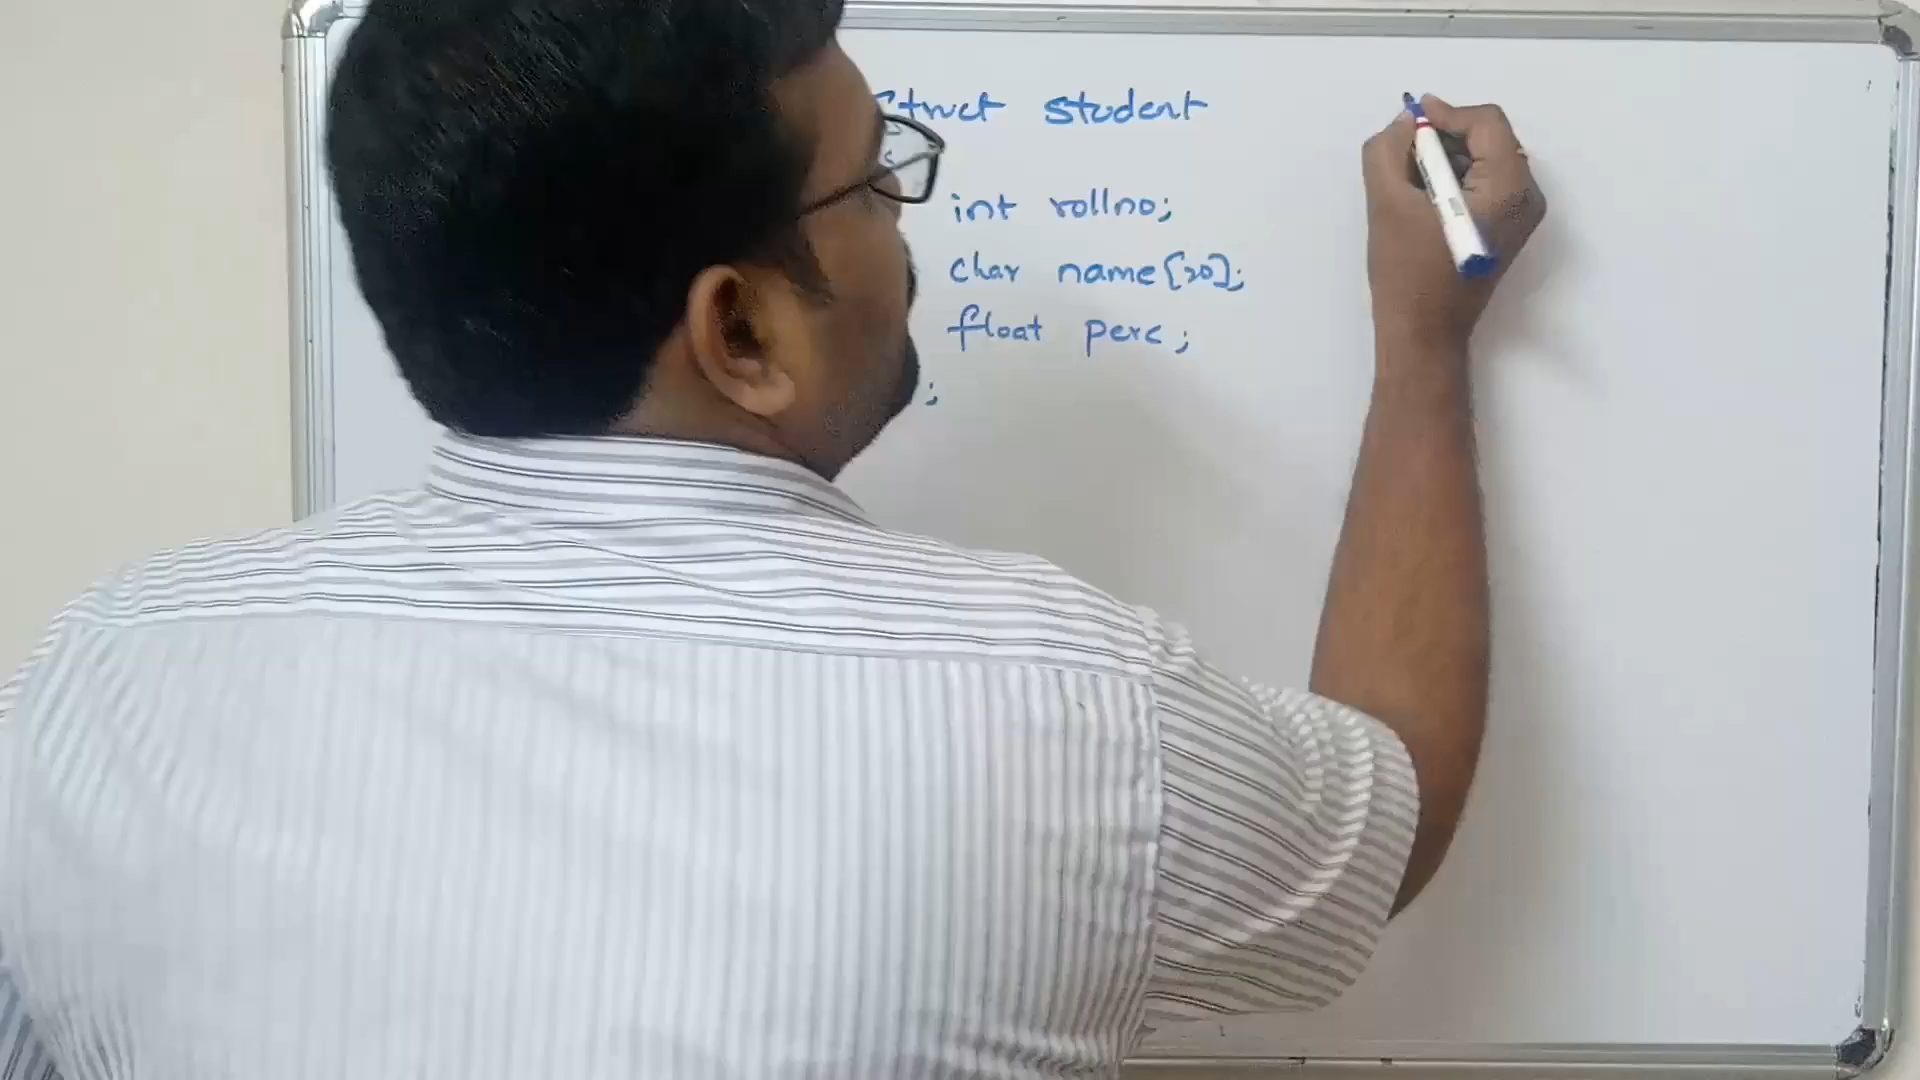 struct student
{
int rollno;
char name[20];
float perc;
;